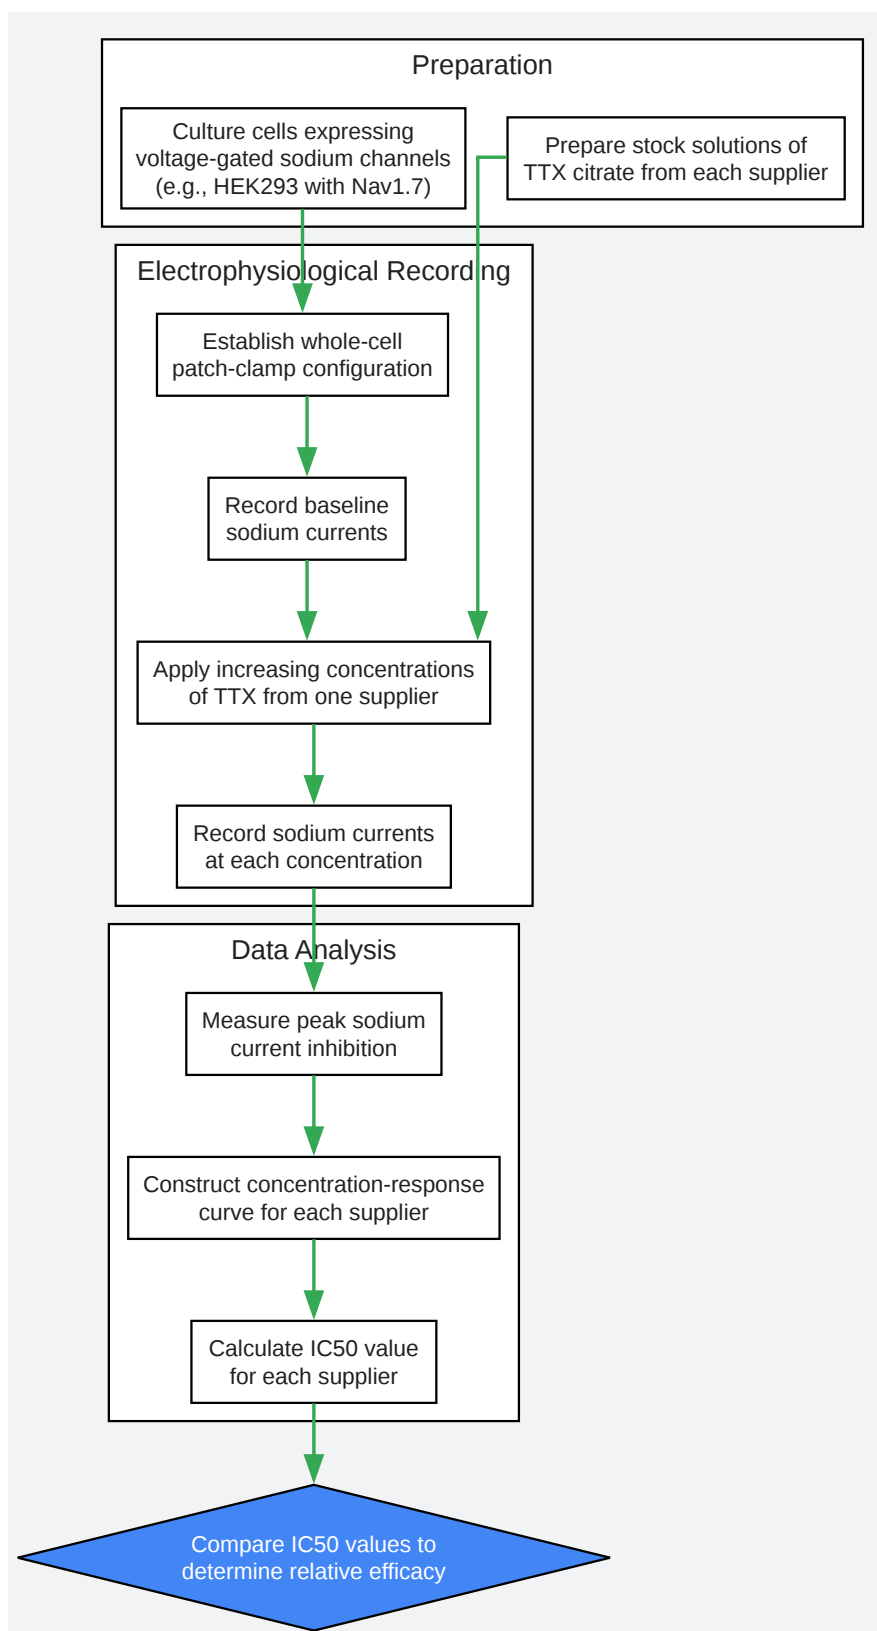 Preparation
Culture cells expressing
voltage-gated sodium channels
(e.g., HEK293 with Nav1.7)
Prepare stock solutions of
TTX citrate from each supplier
Electrophysiological Recording
Establish whole-cell
patch-clamp configuration
Record baseline
sodium currents
Apply increasing concentrations
of TTX from one supplier
Record sodium currents
at each concentration
Data Analysis
Measure peak sodium
current inhibition
Construct concentration-response
curve for each supplier
Calculate IC50 value
for each supplier
Compare IC50 values to
determine relative efficacy